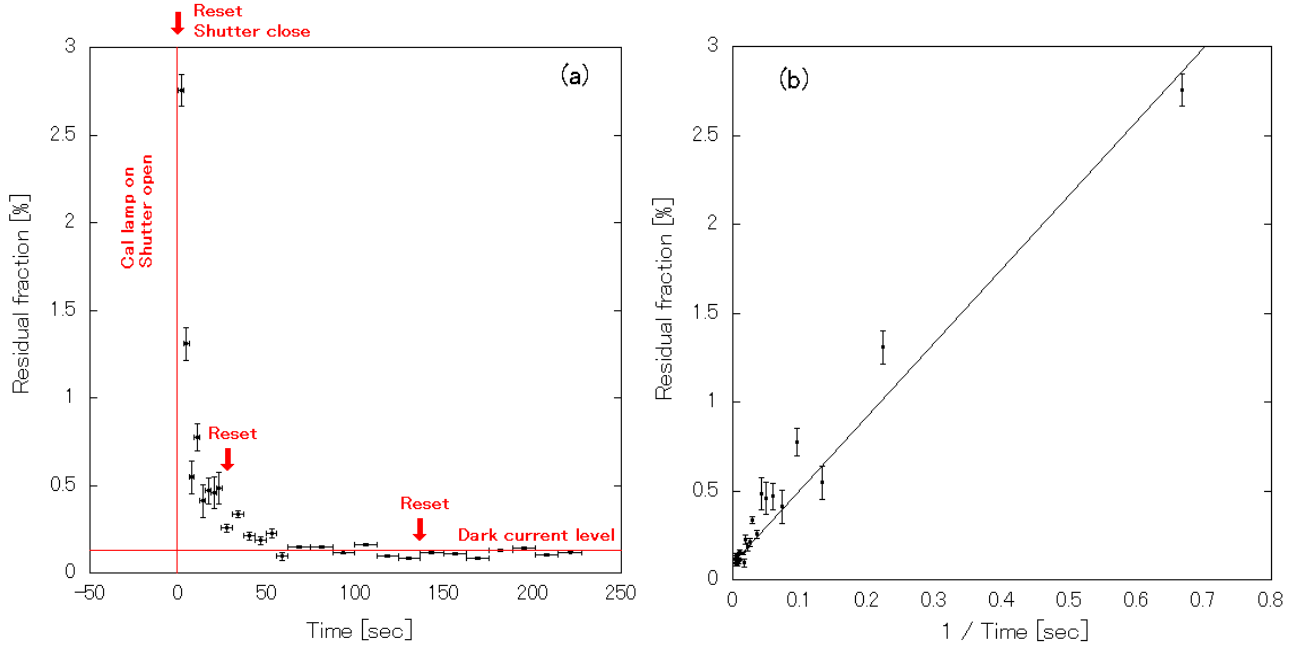 Reset
Shutter close
(a)
Cal lamp on
Shutter open
Reset
Reset
Dark current level
3
2.5
2
1.5
1
0.5
0
Residual fraction [%]
-50
0
50
100
150
200
250
Time [sec]
(b)
3
2.5
2
1.5
1
0.5
0
Residual fraction [%]
0
0.1
0.2
0.3
0.4
0.5
0.6
0.7
0.8
1 / Time [sec]